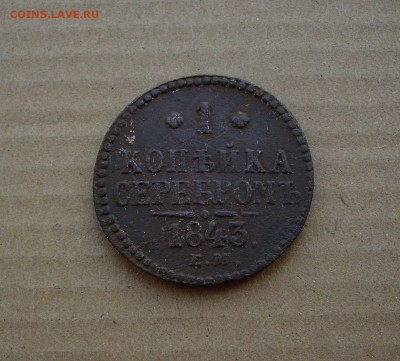 COINS.LAVE.RU
1
КОПѢЙКА
СЕРЕБРОМЪ
1843.
Е.М.